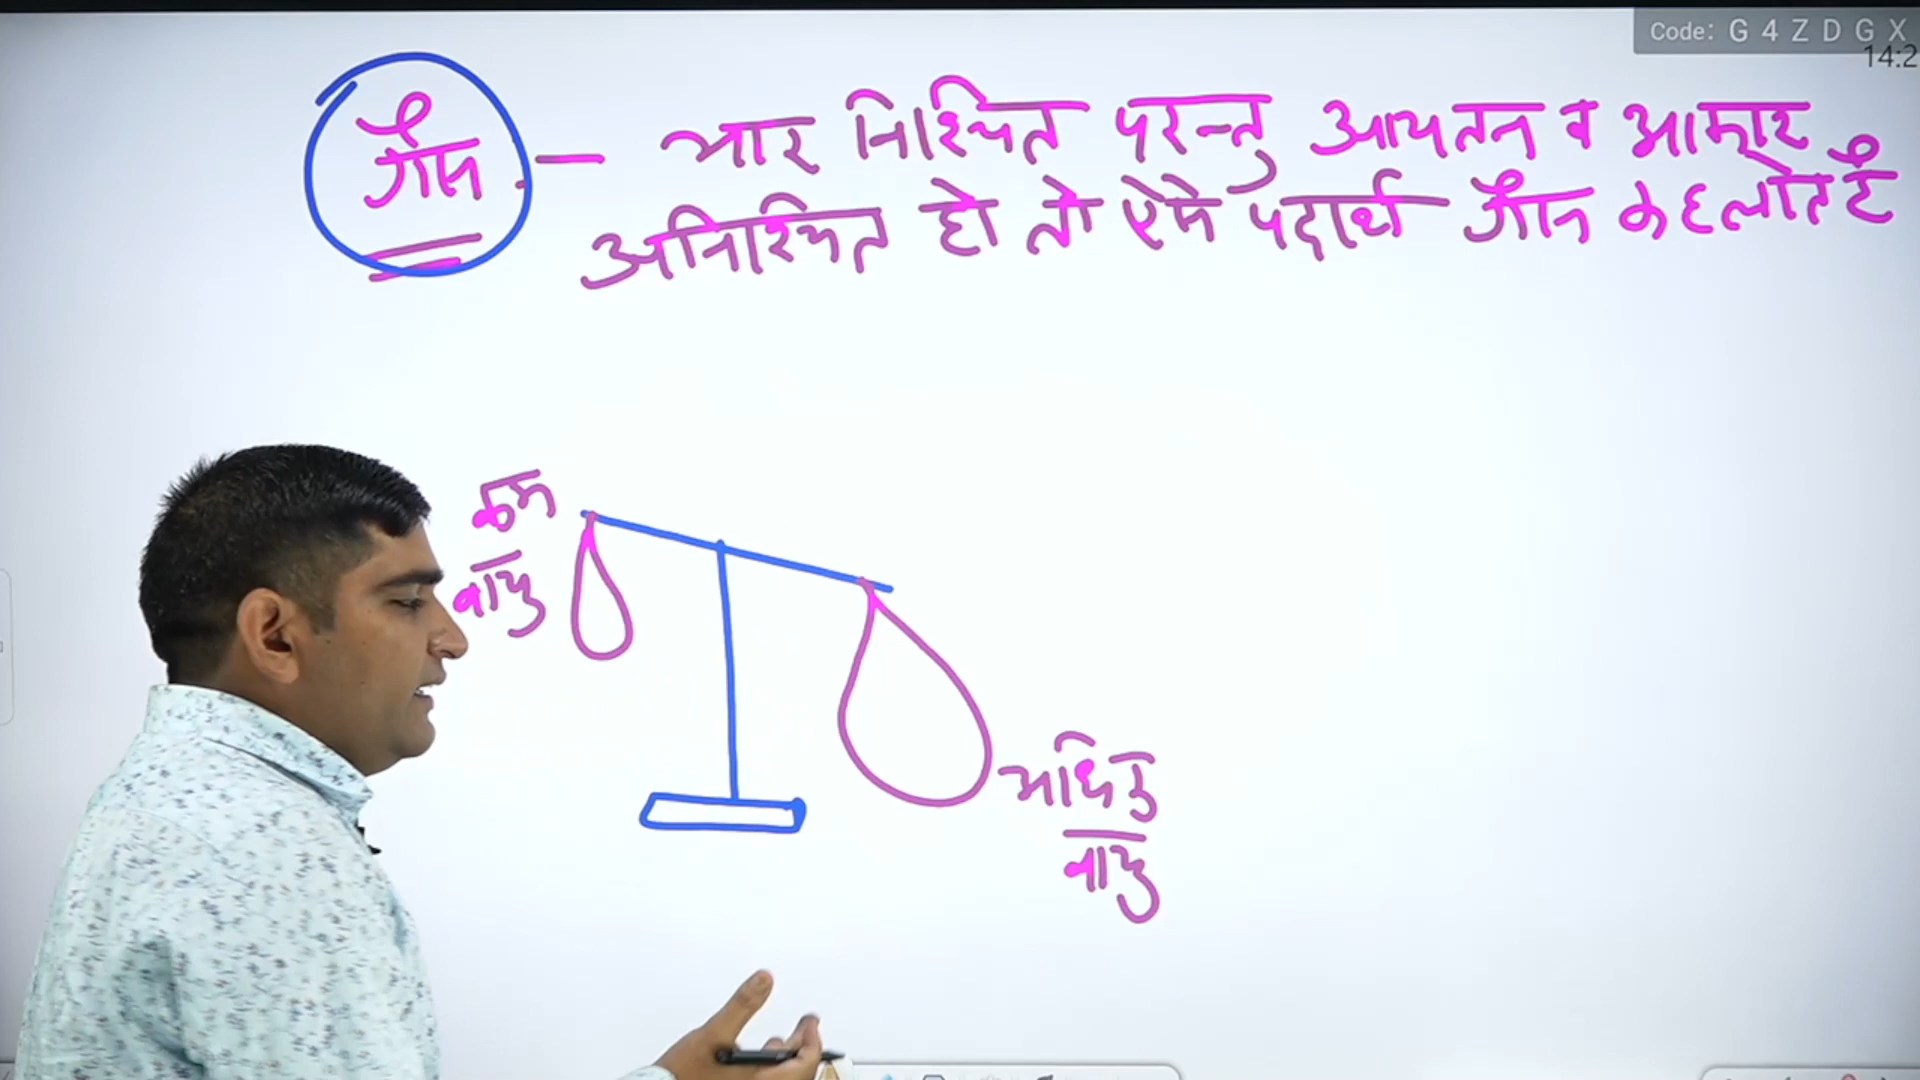 Code: G 4 Z D G X
14:2
गैस - भार निश्चित परन्तु आयतन व आकार
अनिश्चित हो तो ऐसे पदार्थ गैस कहलाते हैं
कम
वायु
अधिक
वायु